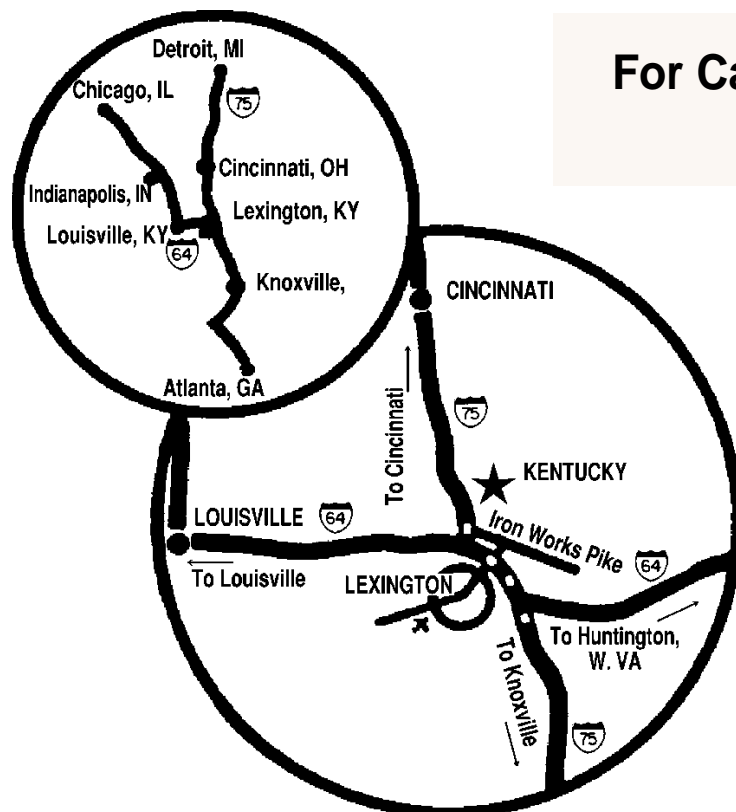 For Ca
Detroit, MI
Chicago, IL
75
Cincinnati, OH
Indianapolis, IN
Lexington, KY
Louisville, KY
64
Knoxville,
Atlanta, GA
CINCINNATI
To Cincinnati
75
KENTUCKY
LOUISVILLE
64
Iron Works Pike
64
To Louisville
LEXINGTON
To Huntington,
W. VA
To Knoxville
75